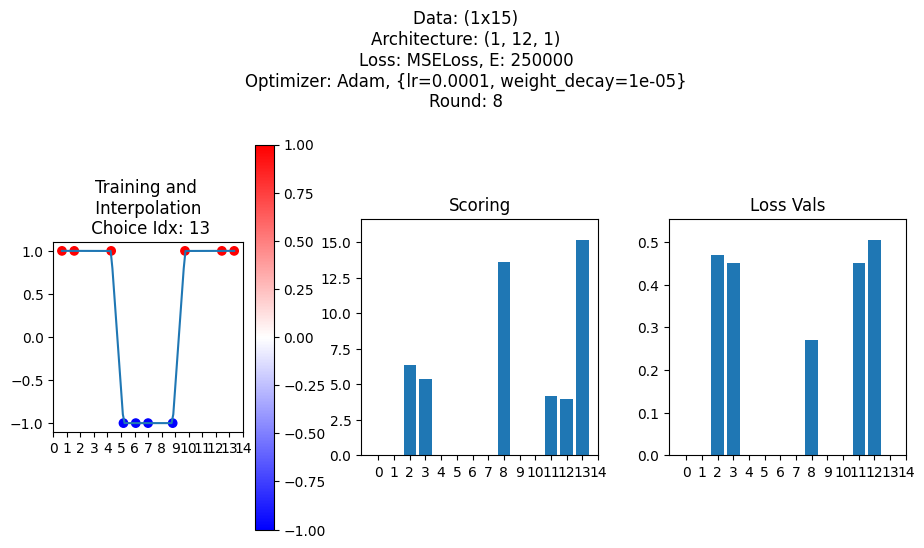 Data: (1x15)
Architecture: (1, 12, 1)
Loss: MSELoss, E: 250000
Optimizer: Adam, {lr=0.0001, weight_decay=1e-05}
Round: 8
Training and
Interpolation
Choice Idx: 13
1.0
0.5
0.0
−0.5
−1.0
0 1 2 3 4 5 6 7 8 9 10 11 12 13 14
1.00
0.75
0.50
0.25
0.00
−0.25
−0.50
−0.75
−1.00
Scoring
15.0
12.5
10.0
7.5
5.0
2.5
0.0
0 1 2 3 4 5 6 7 8 9 10 11 12 13 14
Loss Vals
0.5
0.4
0.3
0.2
0.1
0.0
0 1 2 3 4 5 6 7 8 9 10 11 12 13 14